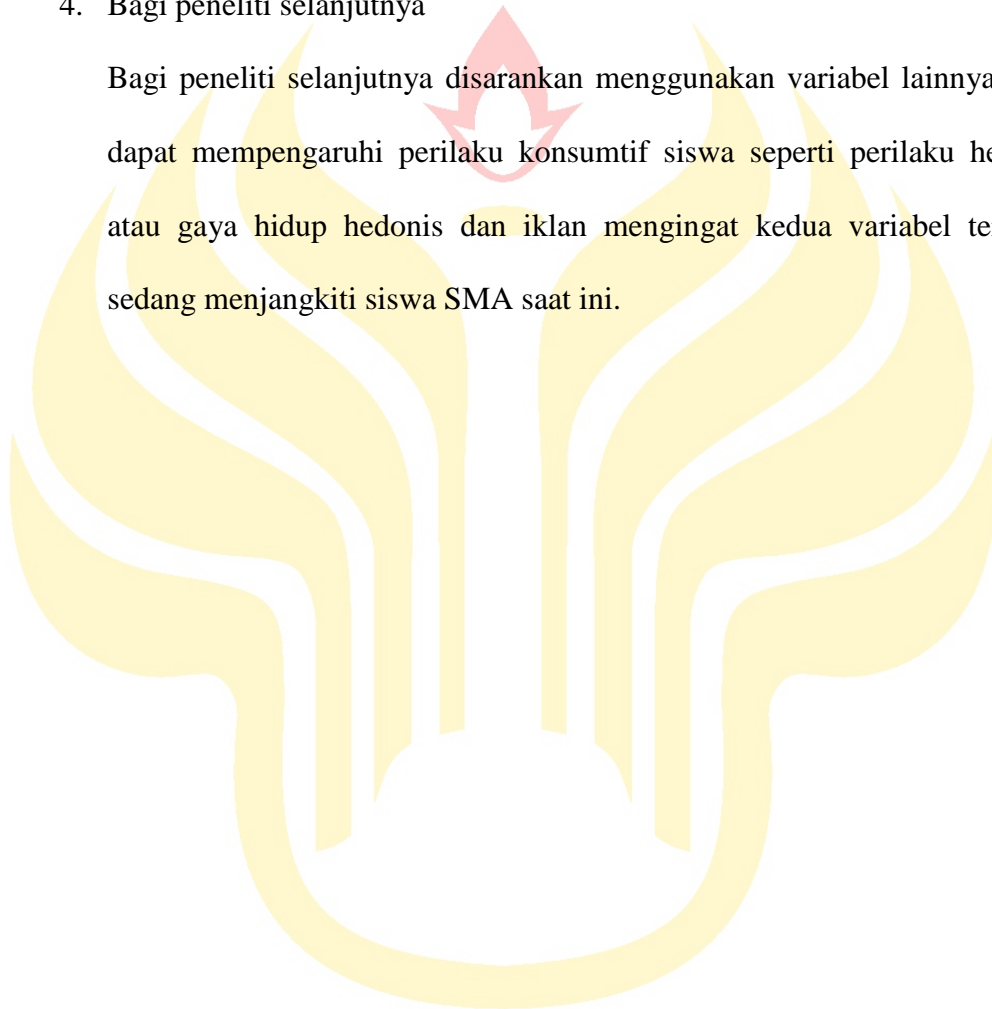 4. Bagi peneliti selanjutnya
Bagi peneliti selanjutnya disarankan menggunakan variabel lainnya
dapat mempengaruhi perilaku konsumtif siswa seperti perilaku
atau gaya hidup hedonis dan iklan mengingat kedua variabel
sedang menjangkiti siswa SMA saat ini.